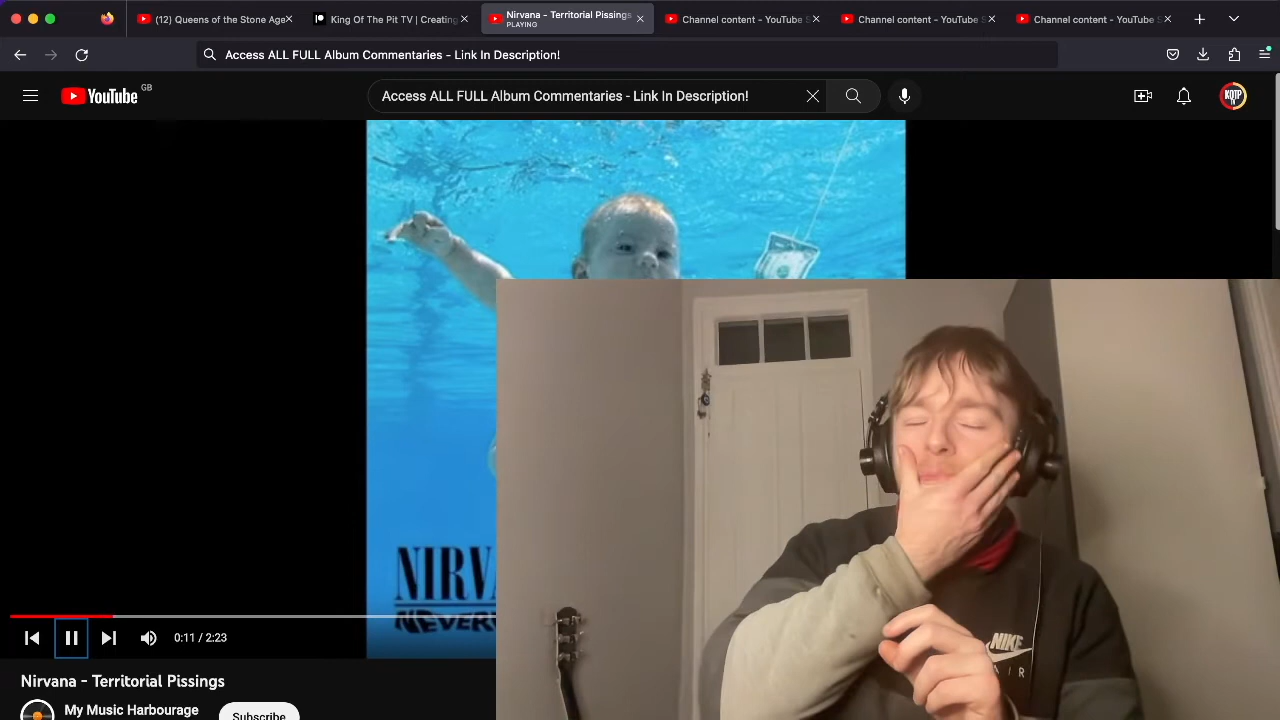 (12) Queens of the Stone Age
King Of The Pit TV | Creating
Nirvana - Territorial Pissings
PLAYING
Channel content - YouTube S
Channel content - YouTube S
Channel content - YouTube S
Access ALL FULL Album Commentaries - Link In Description!
YouTube GB
Access ALL FULL Album Commentaries - Link In Description!
KOTP
TV
NIRVA
NEVER
NIKE
AIR
0:11 / 2:23
Nirvana - Territorial Pissings
My Music Harbourage
Subscribe